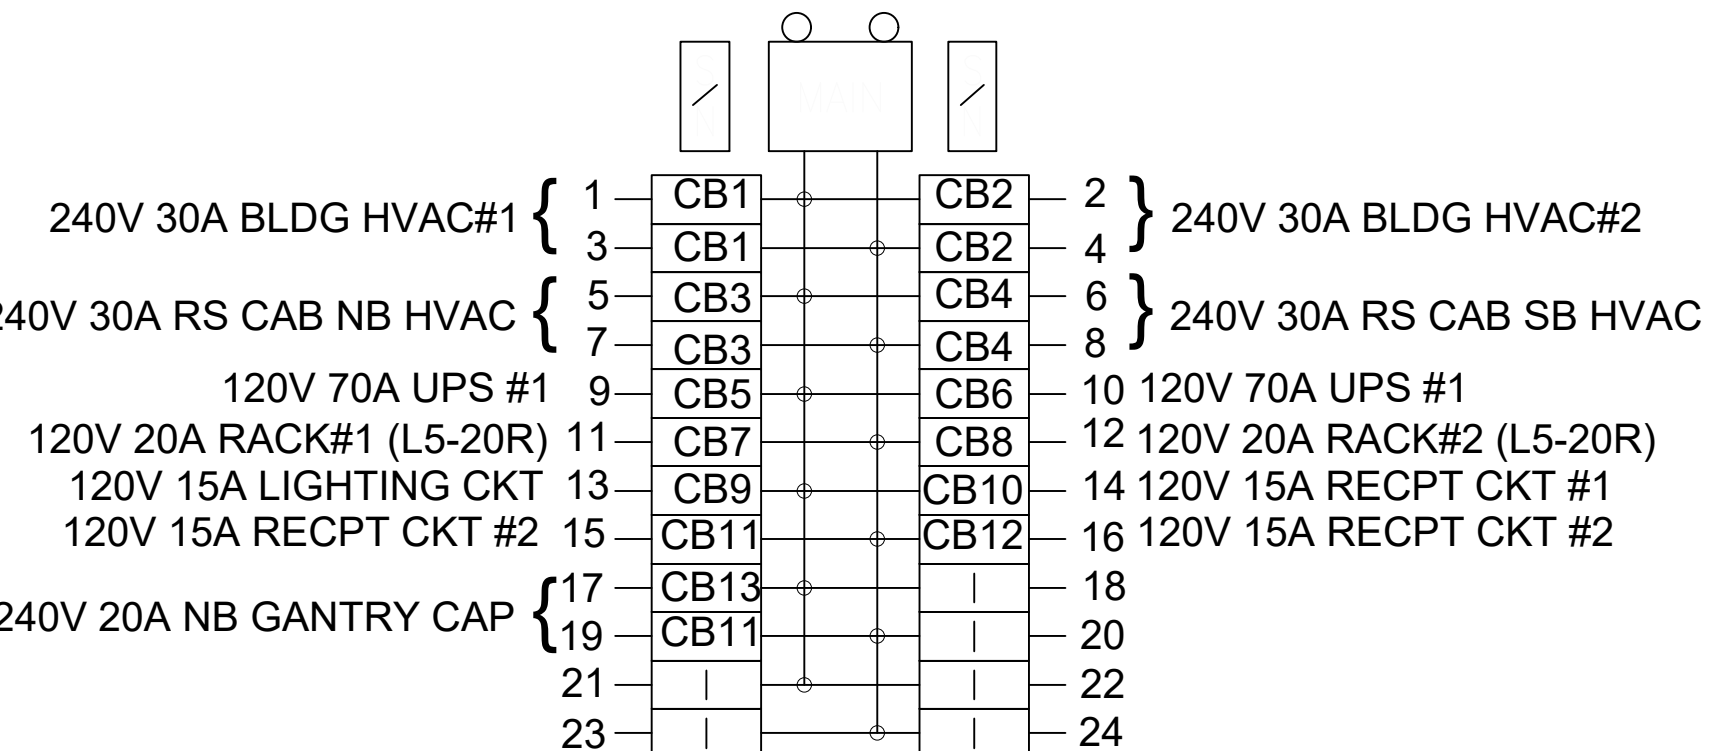 S/N MAIN S/N
240V 30A BLDG HVAC#1 { 1 CB1 CB2 2 } 240V 30A BLDG HVAC#2
3 CB1 CB2 4
240V 30A RS CAB NB HVAC { 5 CB3 CB4 6 } 240V 30A RS CAB SB HVAC
7 CB3 CB4 8
120V 70A UPS #1 9 CB5 CB6 10 120V 70A UPS #1
120V 20A RACK#1 (L5-20R) 11 CB7 CB8 12 120V 20A RACK#2 (L5-20R)
120V 15A LIGHTING CKT 13 CB9 CB10 14 120V 15A RECPT CKT #1
120V 15A RECPT CKT #2 15 CB11 CB12 16 120V 15A RECPT CKT #2
240V 20A NB GANTRY CAP { 17 CB13 | 18
19 CB11 | 20
21 | | 22
23 | | 24